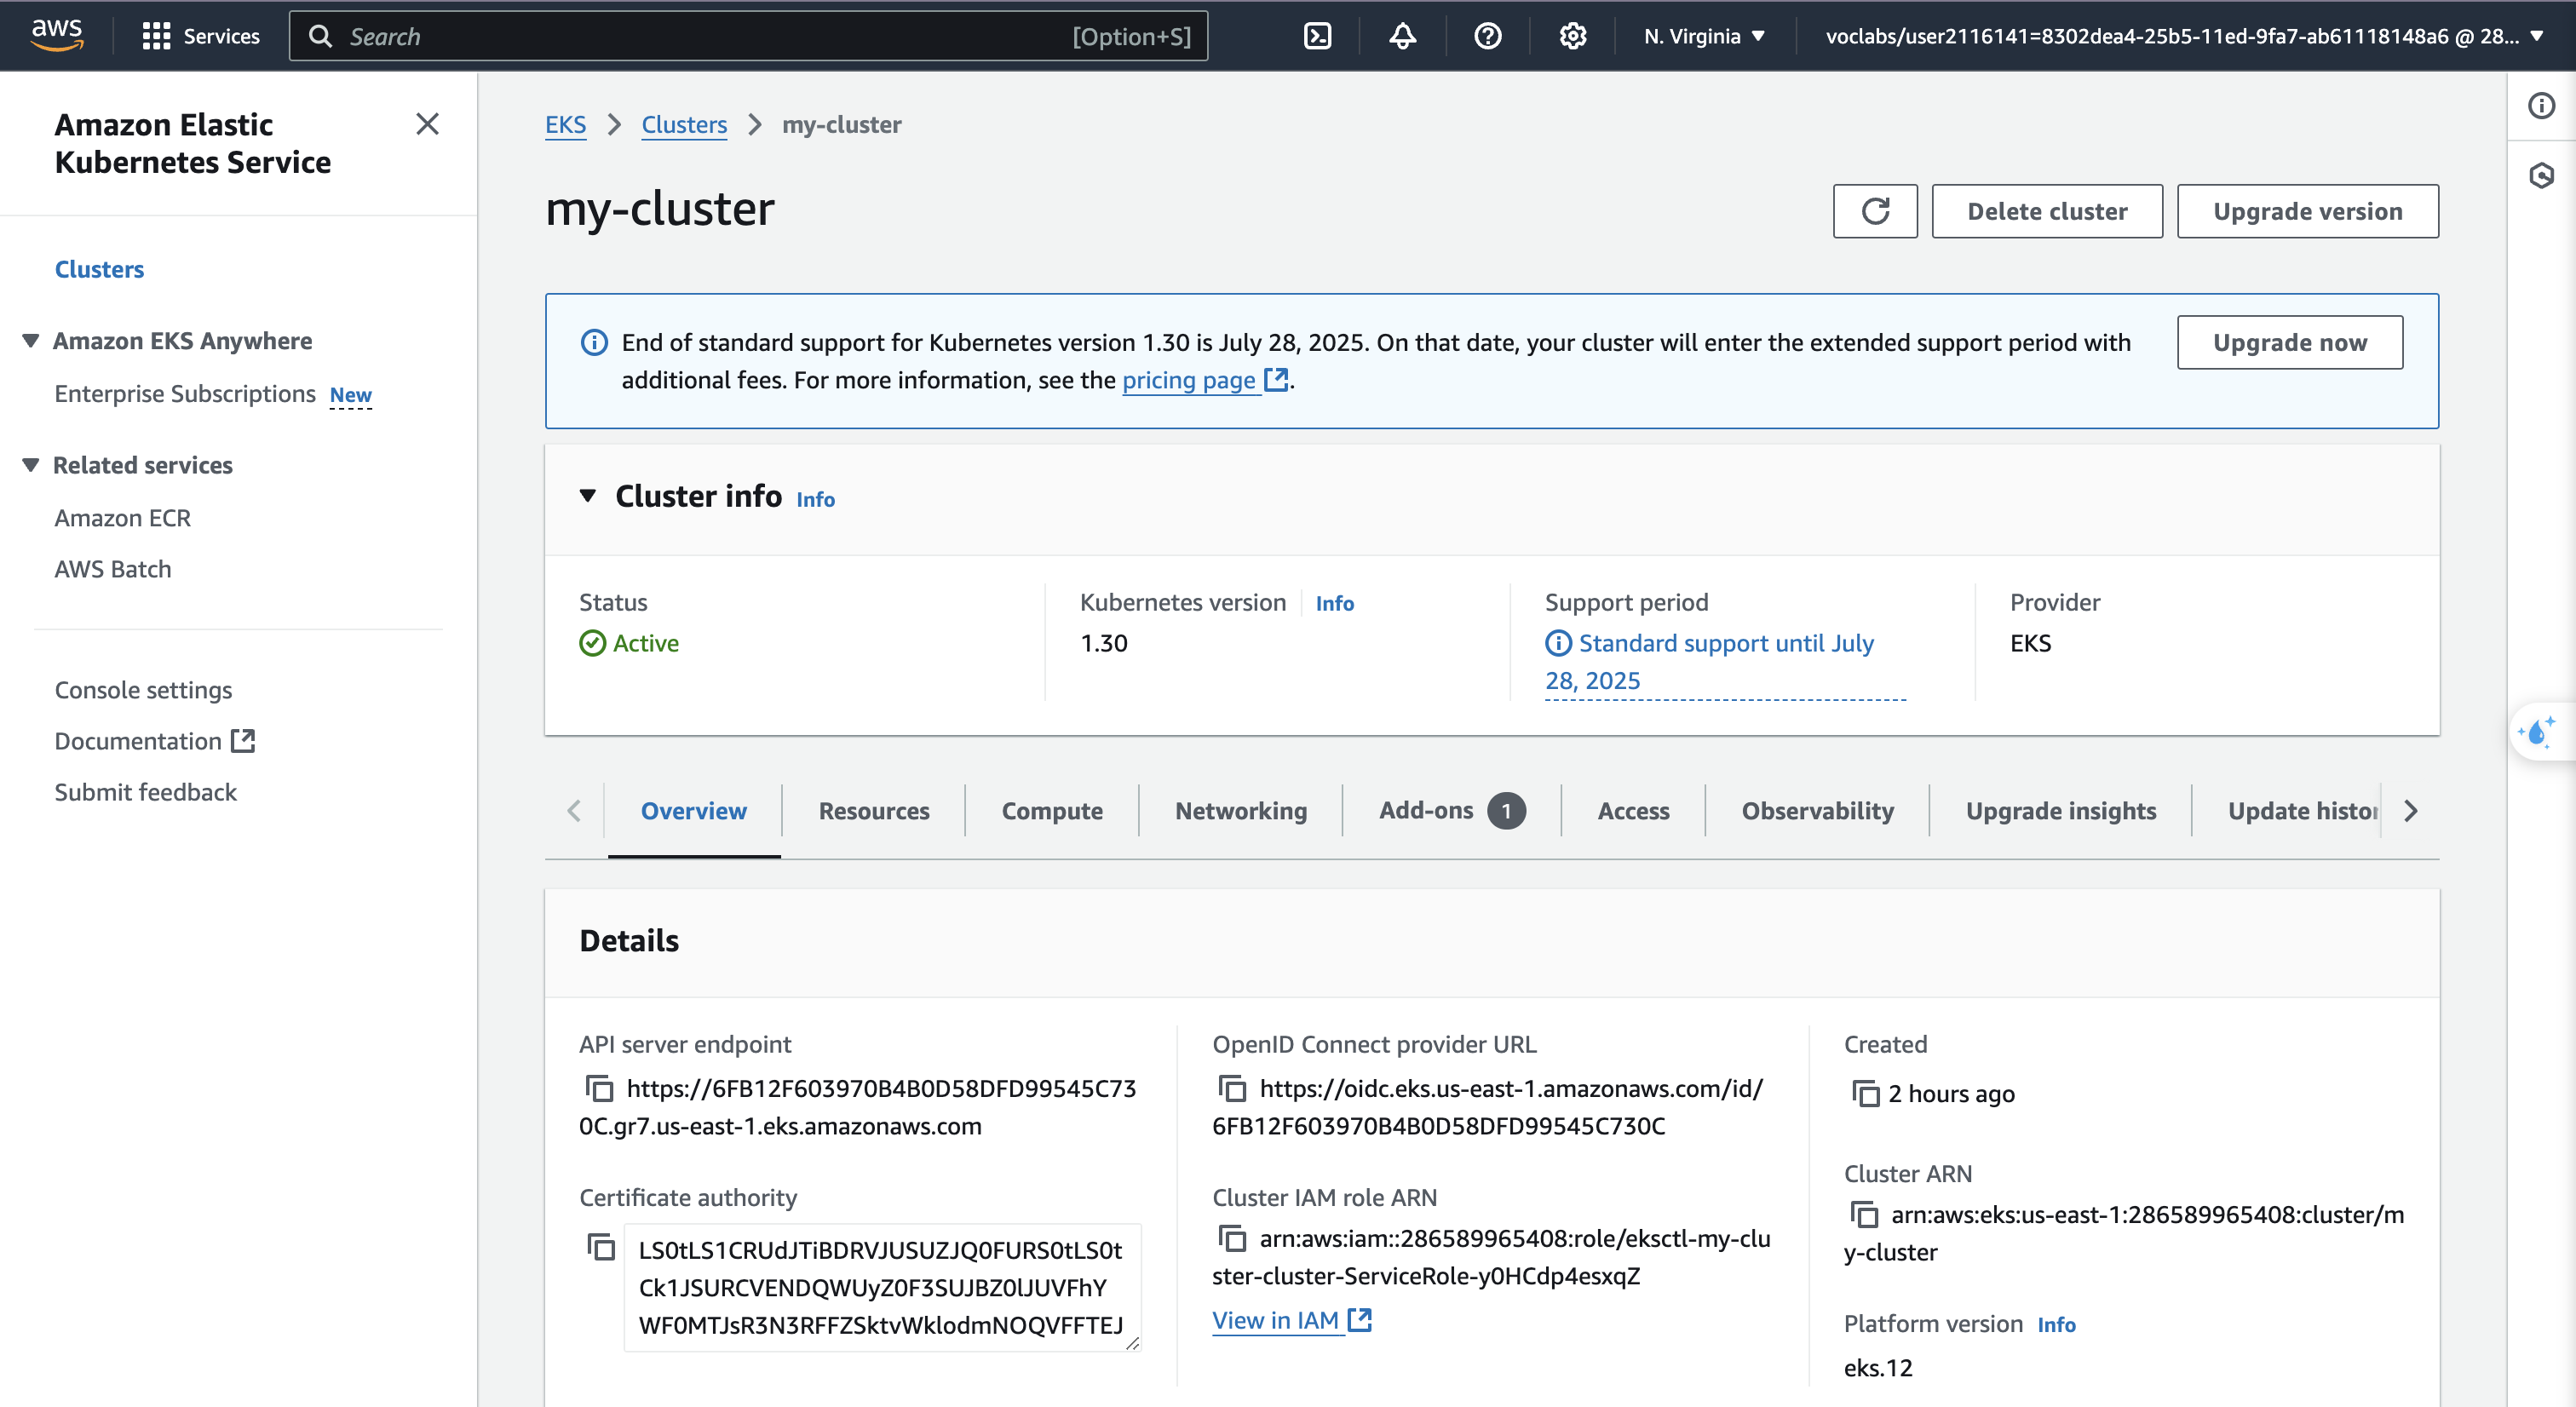 aws
Services
Search
[Option+S]
N. Virginia
voclabs/user2116141=8302dea4-25b5-11ed-9fa7-ab61118148a6 @ 28...
Amazon Elastic
Kubernetes Service
Clusters
Amazon EKS Anywhere
Enterprise Subscriptions New
Related services
Amazon ECR
AWS Batch
Console settings
Documentation
Submit feedback
EKS
Clusters
my-cluster
my-cluster
Delete cluster
Upgrade version
End of standard support for Kubernetes version 1.30 is July 28, 2025. On that date, your cluster will enter the extended support period with
additional fees. For more information, see the pricing page.
Upgrade now
Cluster info Info
Status
Active
Kubernetes version Info
1.30
Support period
Standard support until July
28, 2025
Provider
EKS
Overview
Resources
Compute
Networking
Add-ons 1
Access
Observability
Upgrade insights
Update histor
Details
API server endpoint
https://6FB12F603970B4B0D58DFD99545C73
0C.gr7.us-east-1.eks.amazonaws.com
Certificate authority
LS0tLS1CRUdJTiBDRVJUSUZJQ0FURS0tLS0t
Ck1JSURCVENDQWUyZ0F3SUJBZ0lJUVFhY
WF0MTJsR3N3RFFZSktvWklodmNOQVFFTEJ
OpenID Connect provider URL
https://oidc.eks.us-east-1.amazonaws.com/id/
6FB12F603970B4B0D58DFD99545C730C
Cluster IAM role ARN
arn:aws:iam::286589965408:role/eksctl-my-clu
ster-cluster-ServiceRole-y0HCdp4esxqZ
View in IAM
Created
2 hours ago
Cluster ARN
arn:aws:eks:us-east-1:286589965408:cluster/m
y-cluster
Platform version Info
eks.12